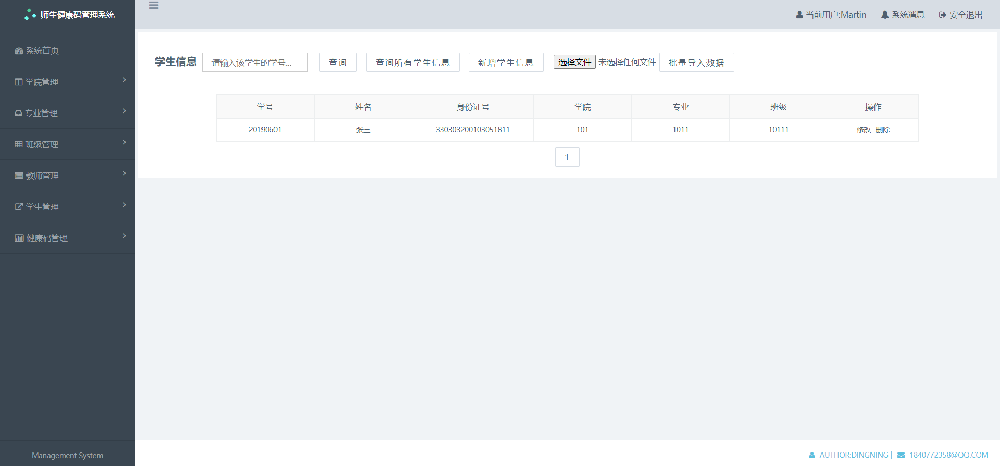 师生健康码管理系统
当前用户:Martin 系统消息 安全退出
系统首页
学院管理
专业管理
班级管理
教师管理
学生管理
健康码管理
Management System
学生信息 请输入该学生的学号... 查询 查询所有学生信息 新增学生信息 选择文件 未选择任何文件 批量导入数据
学号 姓名 身份证号 学院 专业 班级 操作
20190601 张三 330303200103051811 101 1011 10111 修改 删除
1
AUTHOR:DINGNING | 1840772358@QQ.COM